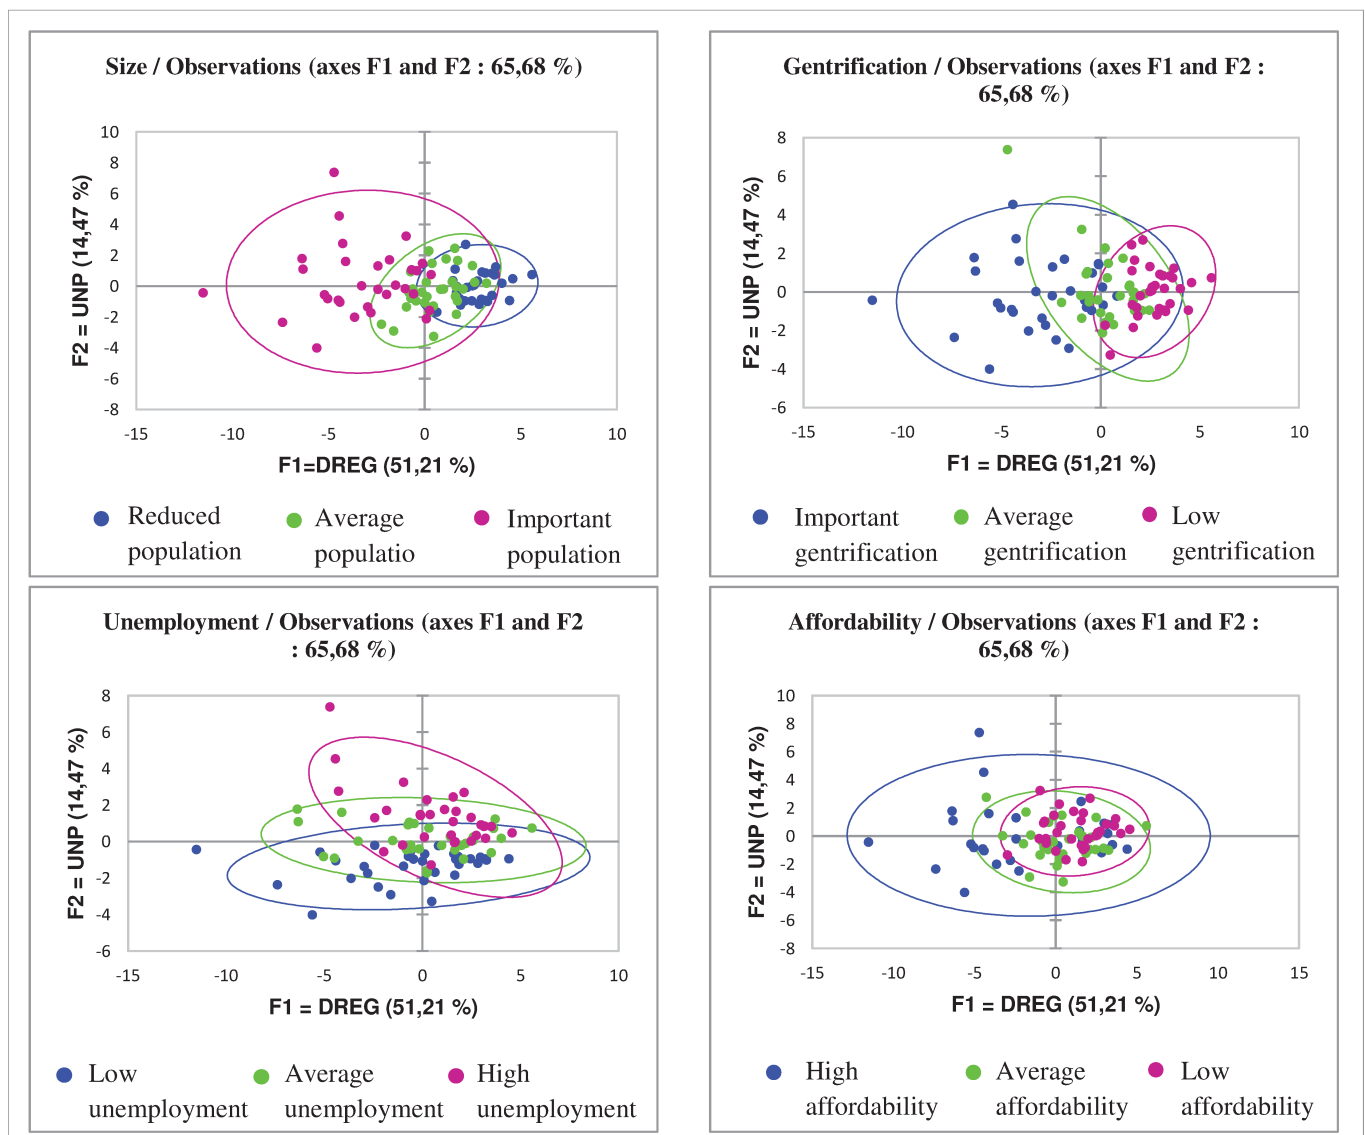 Size / Observations (axes F1 and F2 : 65,68 %)
10
8
6
4
2
0
-2
-4
-6
-8
-15
-10
-5
0
5
10
F2 = UNP (14,47 %)
F1=DREG (51,21 %)
Reduced
population
Average
populatio
Important
population
Gentrification / Observations (axes F1 and F2 :
65,68 %)
8
6
4
2
0
-2
-4
-6
-15
-10
-5
0
5
10
F2 = UNP (14,47 %)
F1 = DREG (51,21 %)
Important
gentrification
Average
gentrification
Low
gentrification
Unemployment / Observations (axes F1 and F2
: 65,68 %)
8
6
4
2
0
-2
-4
-6
-15
-10
-5
0
5
10
F2 = UNP (14,47 %)
F1 = DREG (51,21 %)
Low
unemployment
Average
unemployment
High
unemployment
Affordability / Observations (axes F1 and F2 :
65,68 %)
10
8
6
4
2
0
-2
-4
-6
-8
-15
-10
-5
0
5
10
15
F2 = UNP (14,47 %)
F1 = DREG (51,21 %)
High
affordability
Average
affordability
Low
affordability